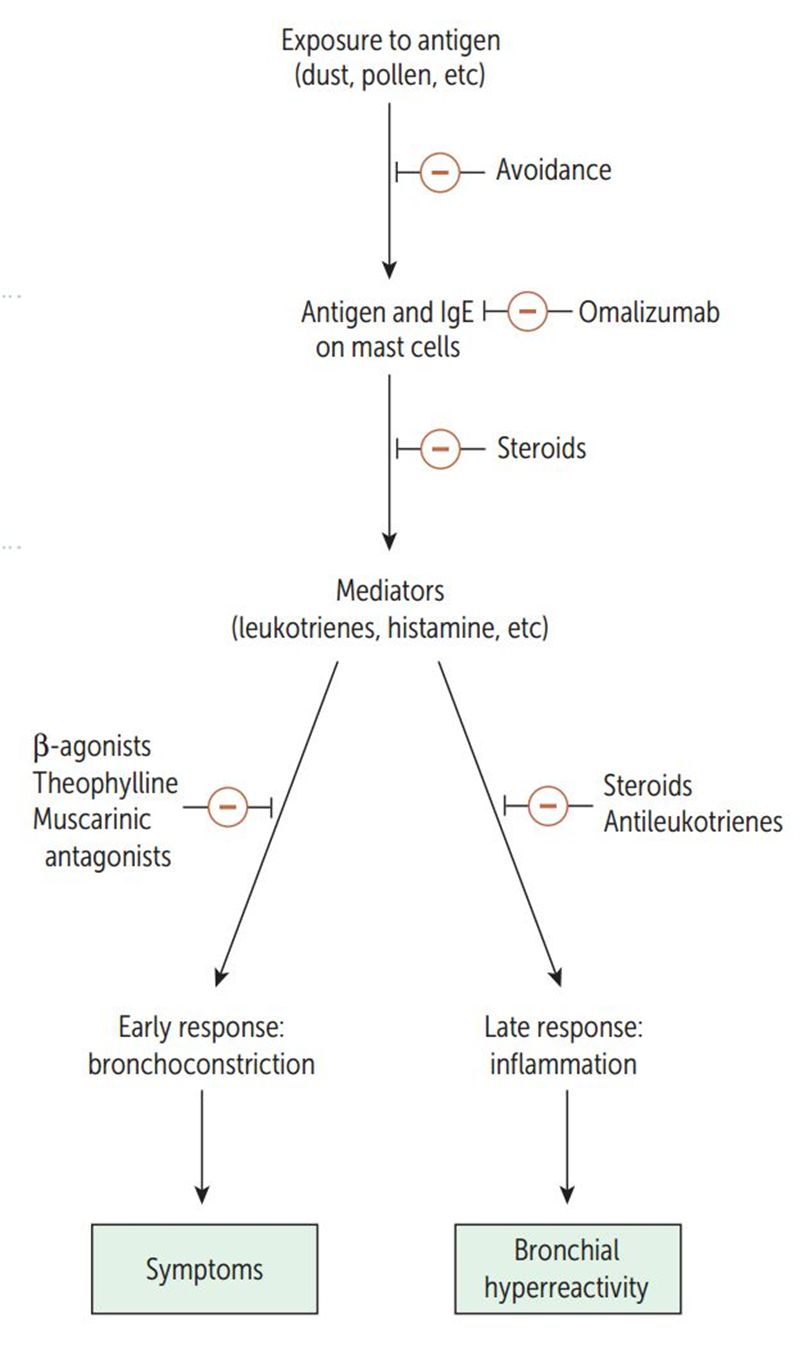 Exposure to antigen
(dust, pollen, etc)
Avoidance
Antigen and IgE
on mast cells
Omalizumab
Steroids
Mediators
(leukotrienes, histamine, etc)
β-agonists
Theophylline
Muscarinic
antagonists
Steroids
Antileukotrienes
Early response:
bronchoconstriction
Late response:
inflammation
Symptoms
Bronchial
hyperreactivity